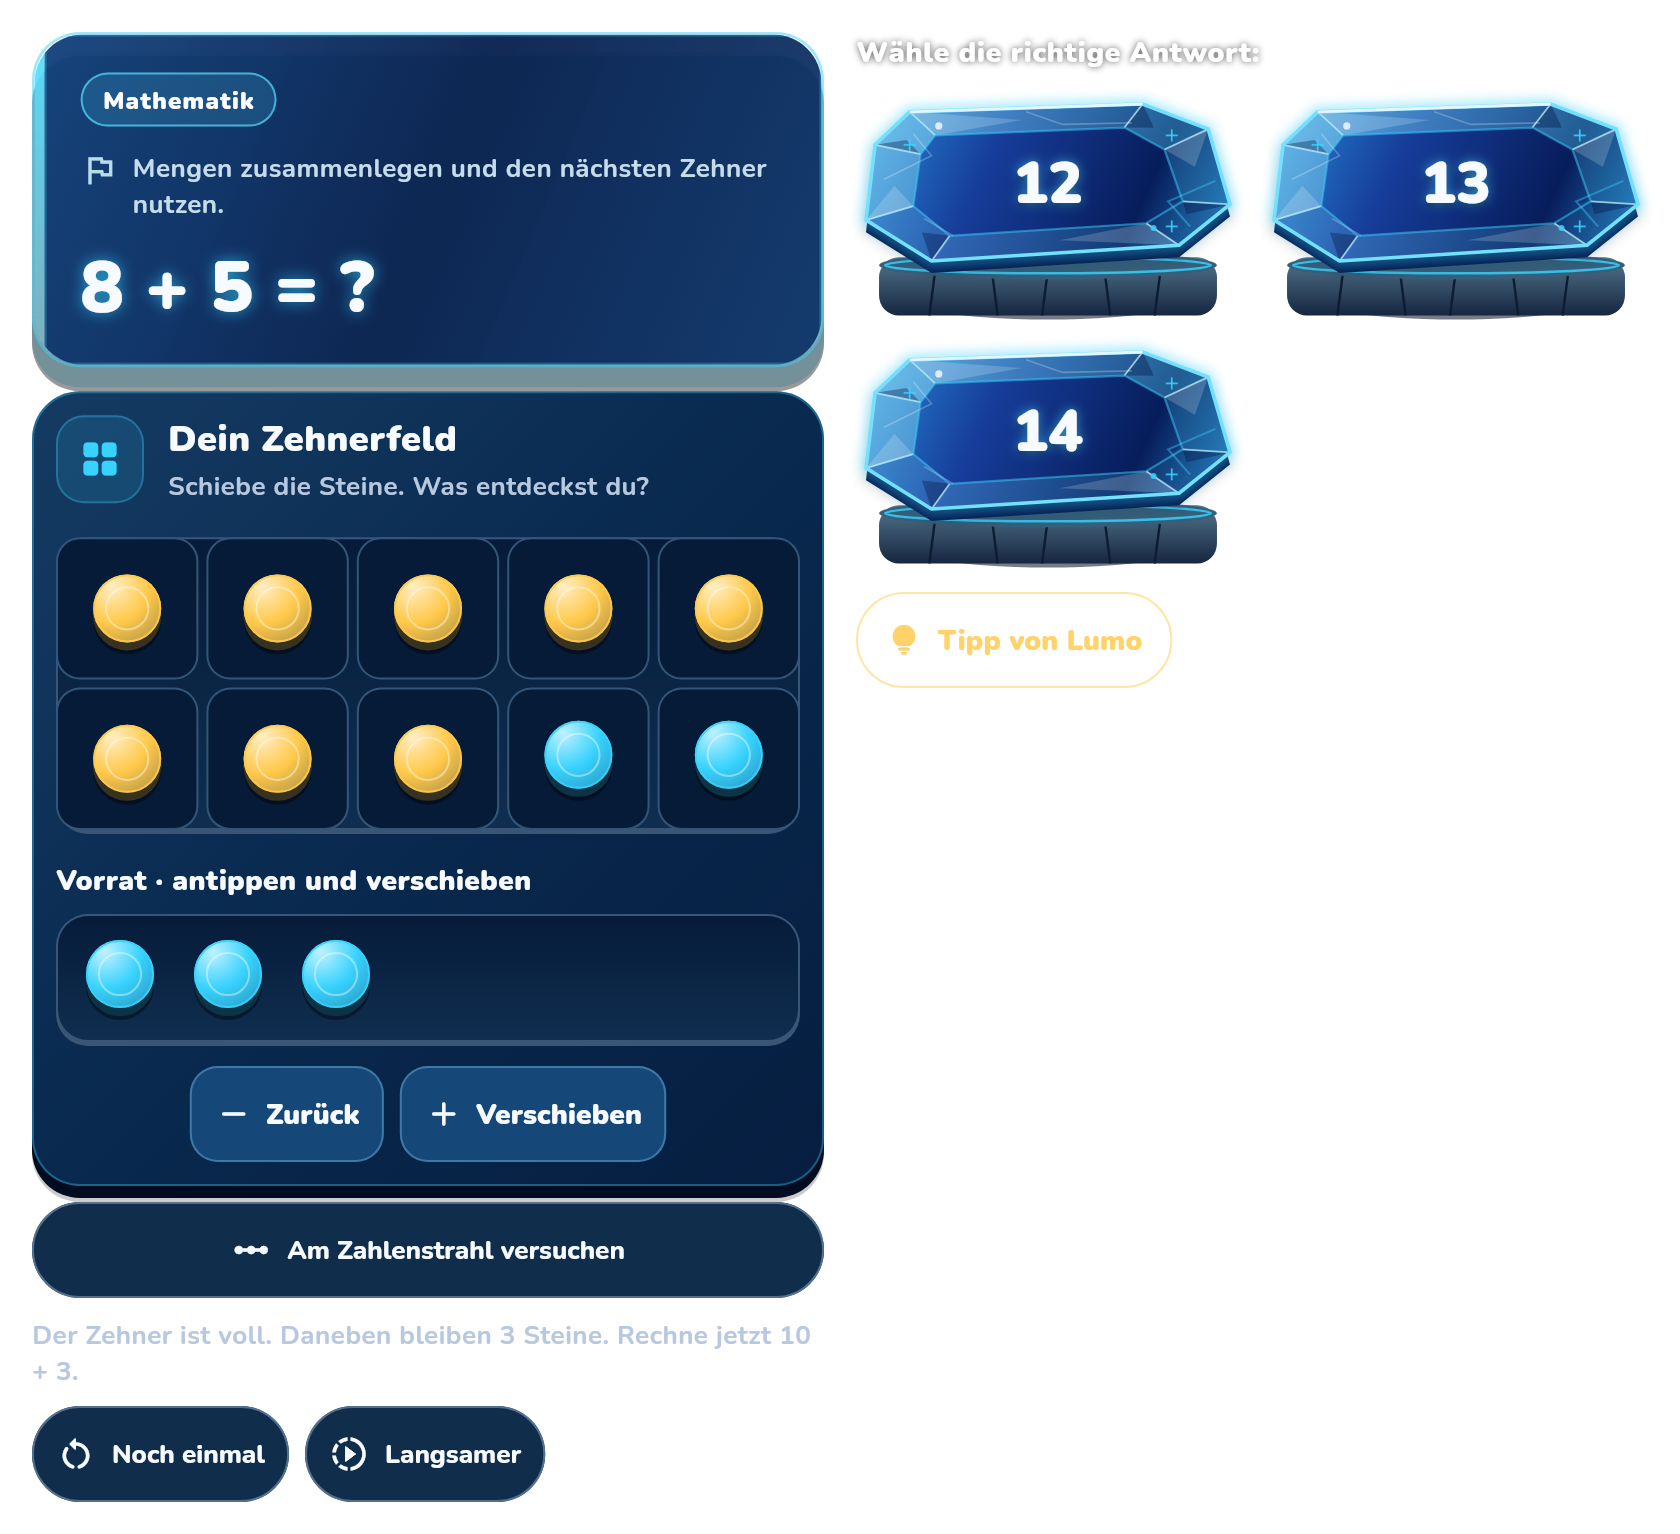 Mathematik
Mengen zusammenlegen und den nächsten Zehner
nutzen.
8 + 5 = ?
Dein Zehnerfeld
Schiebe die Steine. Was entdeckst du?
Vorrat · antippen und verschieben
Zurück
Verschieben
Am Zahlenstrahl versuchen
Der Zehner ist voll. Daneben bleiben 3 Steine. Rechne jetzt 10
+ 3.
Noch einmal
Langsamer
Wähle die richtige Antwort:
12
13
14
Tipp von Lumo